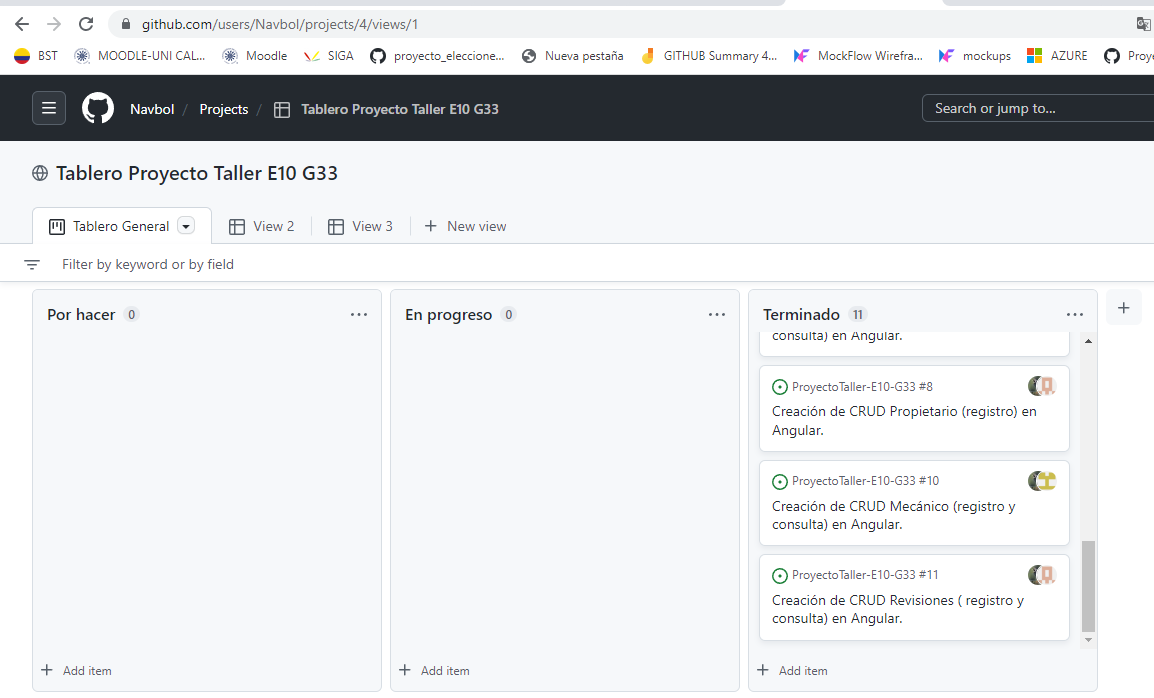 github.com/users/Navbol/projects/4/views/1
BST MOODLE-UNI CAL... Moodle SIGA proyecto_eleccione... Nueva pestaña GITHUB Summary 4... MockFlow Wirefra... mockups AZURE Proye
Navbol / Projects / Tablero Proyecto Taller E10 G33 Search or jump to...
Tablero Proyecto Taller E10 G33
Tablero General View 2 View 3 New view
Filter by keyword or by field
Por hacer 0 En progreso 0 Terminado 11
consulta) en Angular.
ProyectoTaller-E10-G33 #8
Creación de CRUD Propietario (registro) en
Angular.
ProyectoTaller-E10-G33 #10
Creación de CRUD Mecánico (registro y
consulta) en Angular.
ProyectoTaller-E10-G33 #11
Creación de CRUD Revisiones ( registro y
consulta) en Angular.
Add item Add item Add item